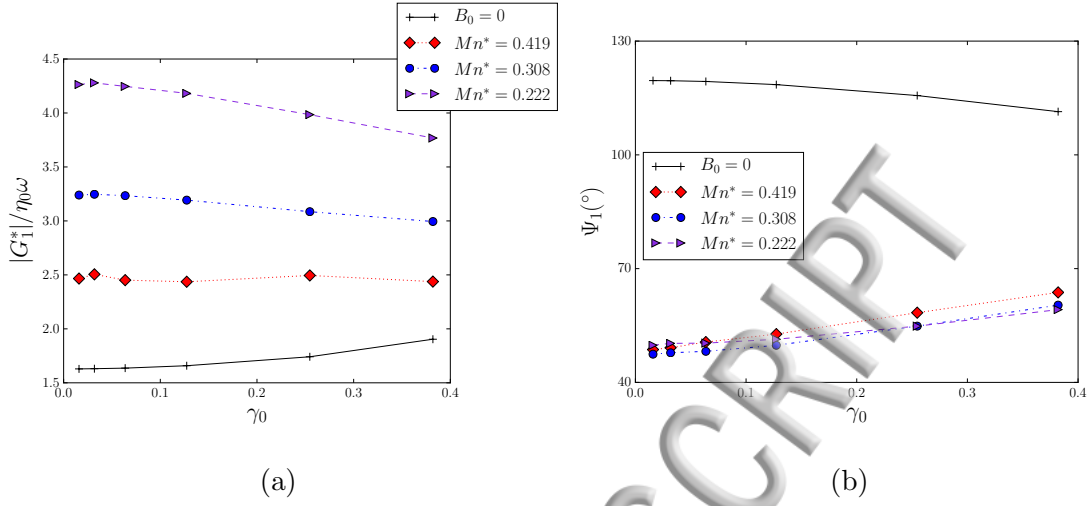 B₀ = 0
Mn* = 0.419
Mn* = 0.308
Mn* = 0.222
4.5
4.0
3.5
3.0
2.5
2.0
1.5
|G₁*|/η₀ω
0.0 0.1 0.2 0.3 0.4
γ₀
(a)
130
100
70
40
Ψ₁(°)
B₀ = 0
Mn* = 0.419
Mn* = 0.308
Mn* = 0.222
0.0 0.1 0.2 0.3 0.4
γ₀
(b)
CRIPT